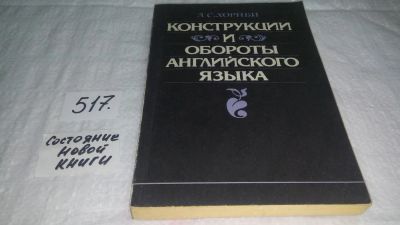 А.С.ХОРНБИ
КОНСТРУКЦИИ
И
ОБОРОТЫ
АНГЛИЙСКОГО
ЯЗЫКА
517.
Состояние
новой
книги